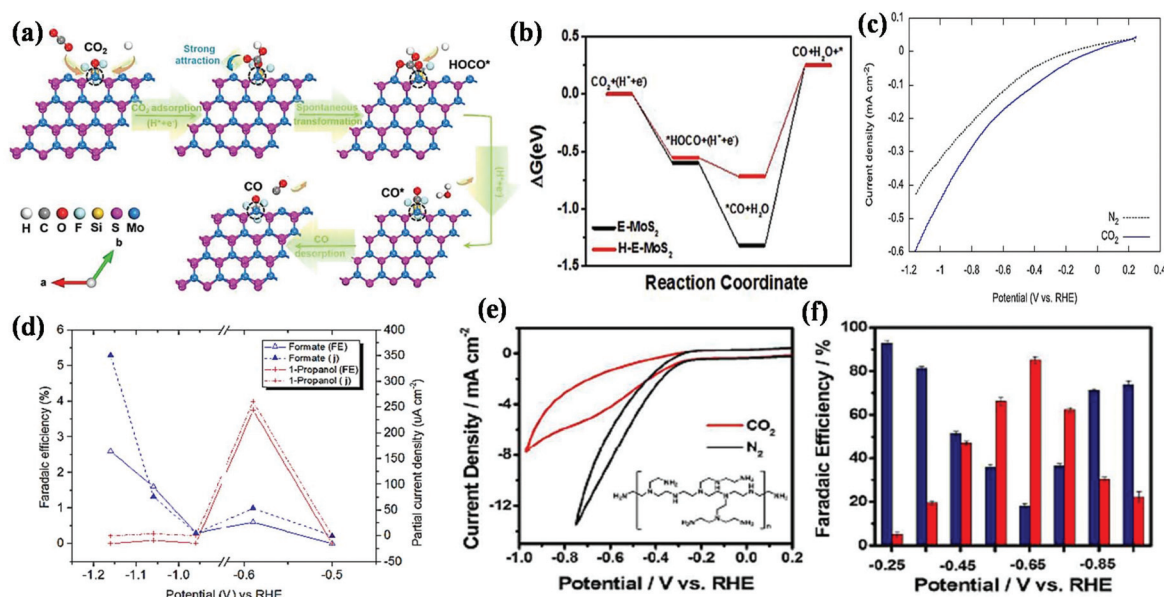 (a)
CO₂
Strong
attraction
HOCO*
CO₂ adsorption
(H⁺+e⁻)
Spontaneous
transformation
(H⁺+e⁻)
CO
CO*
CO
desorption
H C O F Si S Mo
b
a
(b)
ΔG(eV)
0.5
0.0
-0.5
-1.0
-1.5
CO₂+(H⁺+e⁻)
CO+H₂O+*
*HOCO+(H⁺+e⁻)
*CO+H₂O
E-MoS₂
H-E-MoS₂
Reaction Coordinate
(c)
Current density (mA cm⁻²)
0.1
0
-0.1
-0.2
-0.3
-0.4
-0.5
-0.6
N₂
CO₂
-1.2 -1 -0.8 -0.6 -0.4 -0.2 0 0.2 0.4
Potential (V vs. RHE)
(d)
Faradaic efficiency (%)
6
5
4
3
2
1
0
Formate (FE)
Formate (j)
1-Propanol (FE)
1-Propanol (j)
400
350
300
250
200
150
100
50
0
-50
Partial current density (uA cm⁻²)
-1.2 -1.1 -1.0 -0.6 -0.5
Potential (V) vs RHE
(e)
Current Density / mA cm⁻²
0
-4
-8
-12
CO₂
N₂
-1.0 -0.8 -0.6 -0.4 -0.2 0.0 0.2
Potential / V vs. RHE
(f)
Faradaic Efficiency / %
100
80
60
40
20
0
-0.25 -0.45 -0.65 -0.85
Potential / V vs. RHE